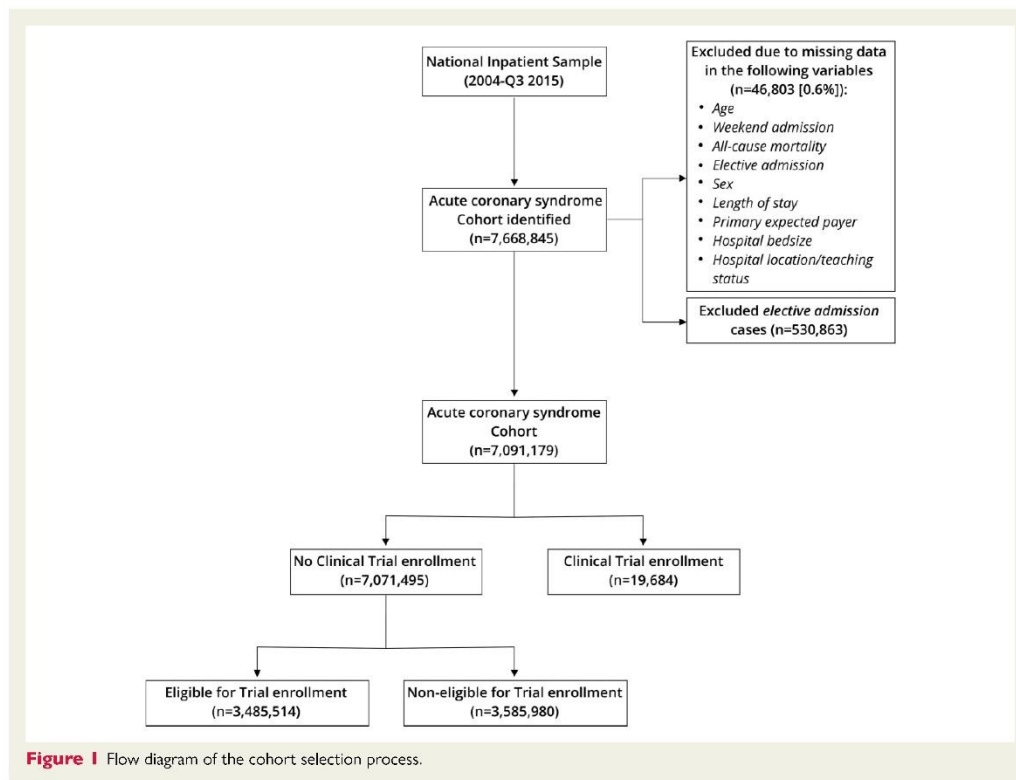 National Inpatient Sample
(2004-Q3 2015)
Excluded due to missing data
in the following variables
(n=46,803 [0.6%]):
• Age
• Weekend admission
• All-cause mortality
• Elective admission
• Sex
• Length of stay
• Primary expected payer
• Hospital bedsize
• Hospital location/teaching
status
Acute coronary syndrome
Cohort identified
(n=7,668,845)
Excluded elective admission
cases (n=530,863)
Acute coronary syndrome
Cohort
(n=7,091,179)
No Clinical Trial enrollment
(n=7,071,495)
Clinical Trial enrollment
(n=19,684)
Eligible for Trial enrollment
(n=3,485,514)
Non-eligible for Trial enrollment
(n=3,585,980)
Figure 1 Flow diagram of the cohort selection process.